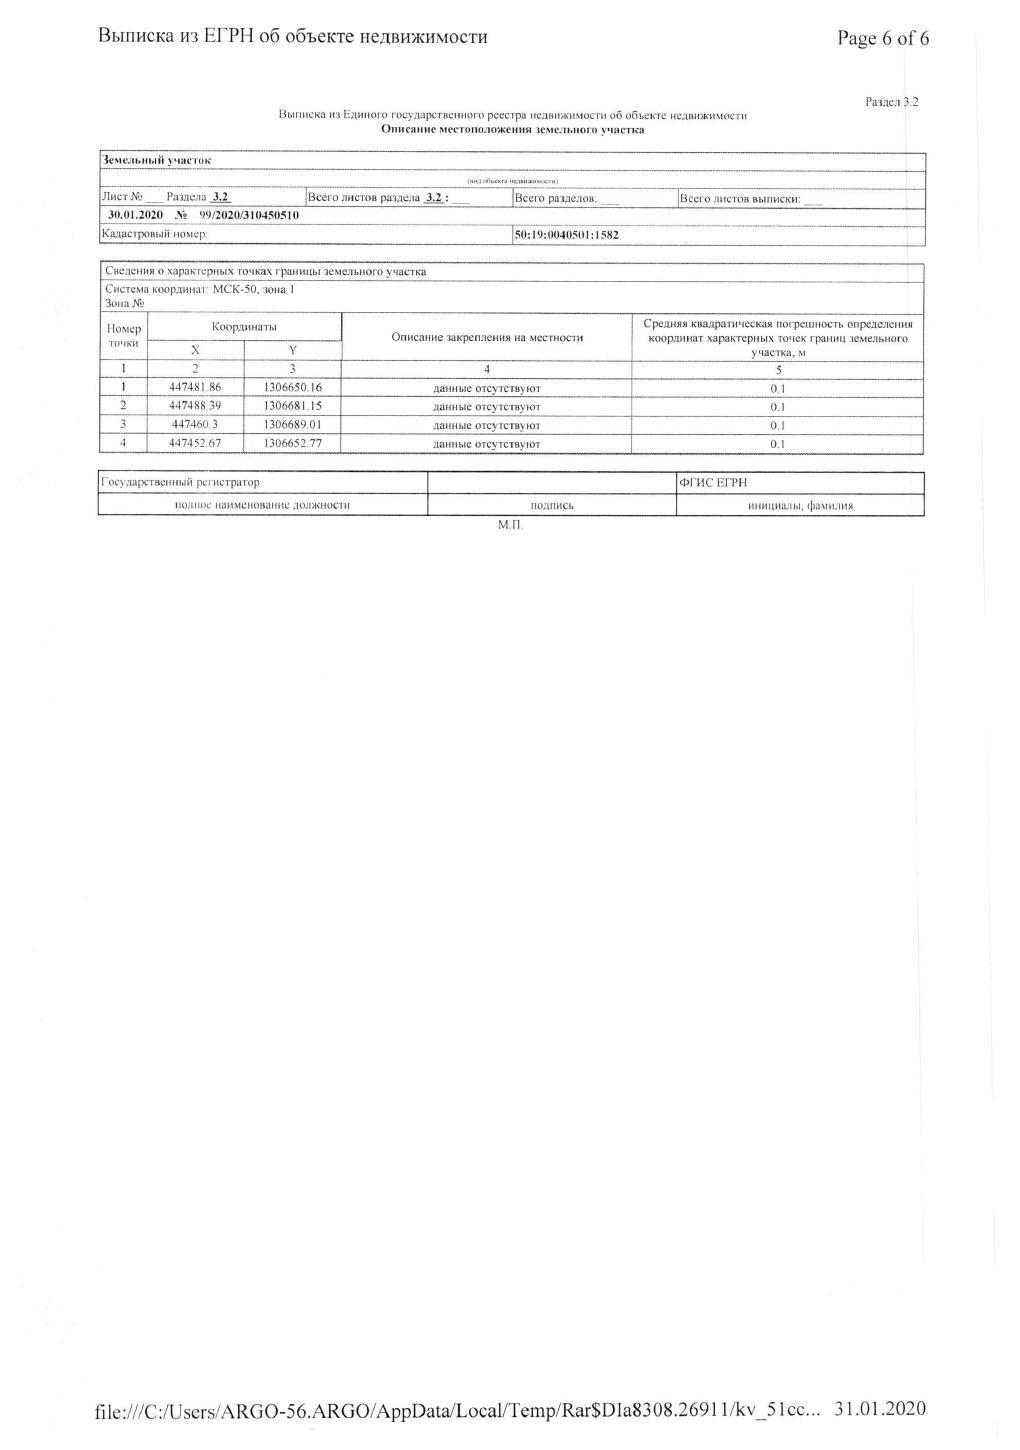 Выписка из ЕГРН об объекте недвижимости Page 6 of 6
Раздел 3.2
Выписка из Единого государственного реестра недвижимости об объекте недвижимости
Описание местоположения земельного участка
Земельный участок
(вид объекта недвижимости)
Лист № ___ Раздела 3.2 Всего листов раздела 3.2 : ___ Всего разделов: ___ Всего листов выписки: ___
30.01.2020 № 99/2020/310450510
Кадастровый номер: 50:19:0040501:1582
Сведения о характерных точках границы земельного участка
Система координат: МСК-50, зона 1
Зона №
Номер точки Координаты Описание закрепления на местности Средняя квадратическая погрешность определения координат характерных точек границ земельного участка, м
X Y
1 2 3 4 5
1 447481.86 1306650.16 данные отсутствуют 0.1
2 447488.39 1306681.15 данные отсутствуют 0.1
3 447460.3 1306689.01 данные отсутствуют 0.1
4 447452.67 1306652.77 данные отсутствуют 0.1
Государственный регистратор ФГИС ЕГРН
полное наименование должности подпись инициалы, фамилия
М.П.
file:///C:/Users/ARGO-56.ARGO/AppData/Local/Temp/Rar$DIa8308.26911/kv_51cc... 31.01.2020